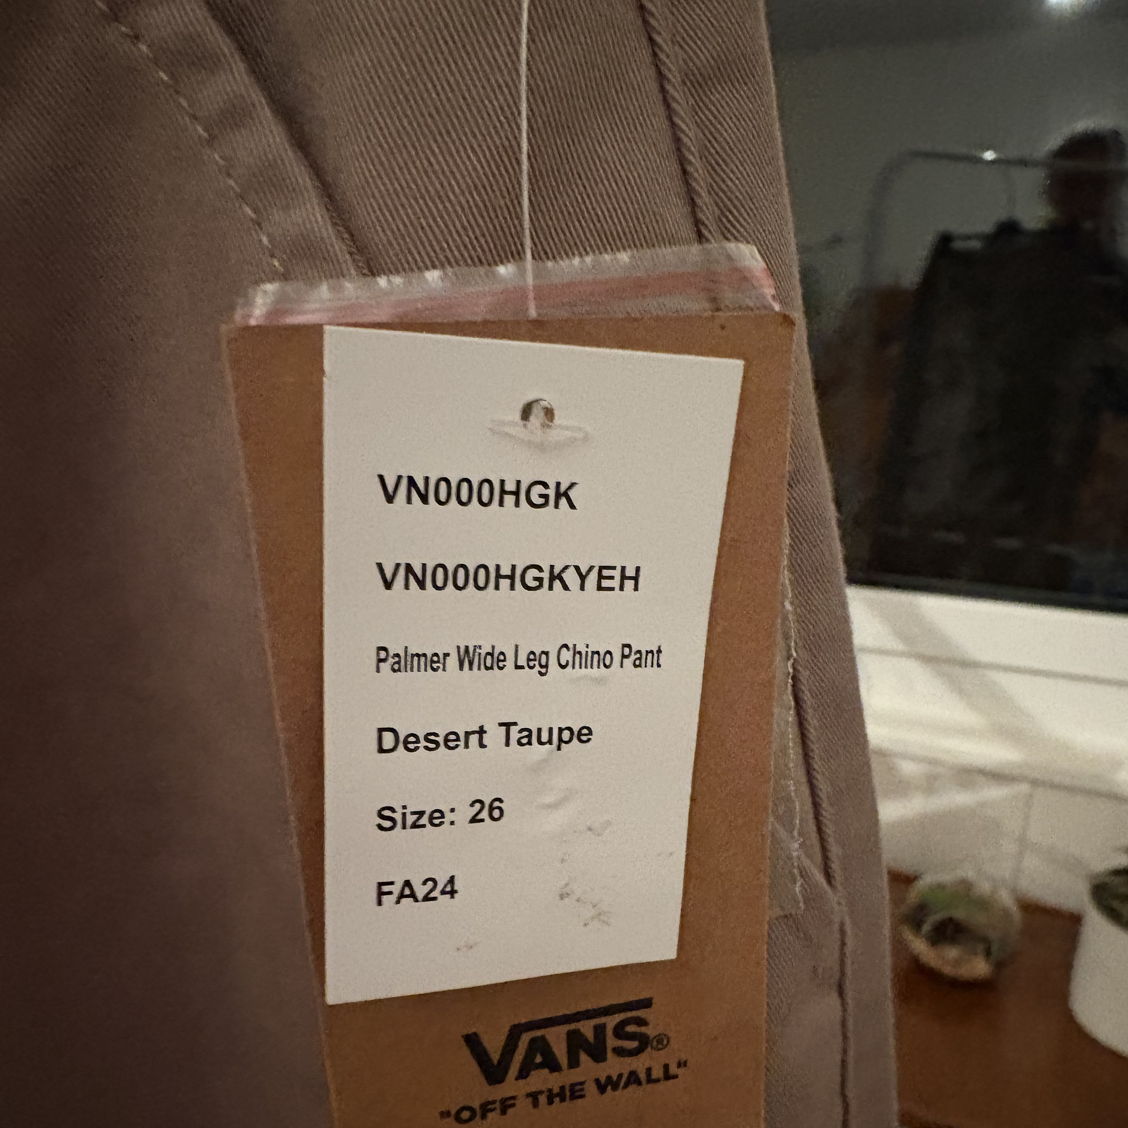 VN000HGK
VN000HGKYEH
Palmer Wide Leg Chino Pant
Desert Taupe
Size: 26
FA24
VANS®
"OFF THE WALL"